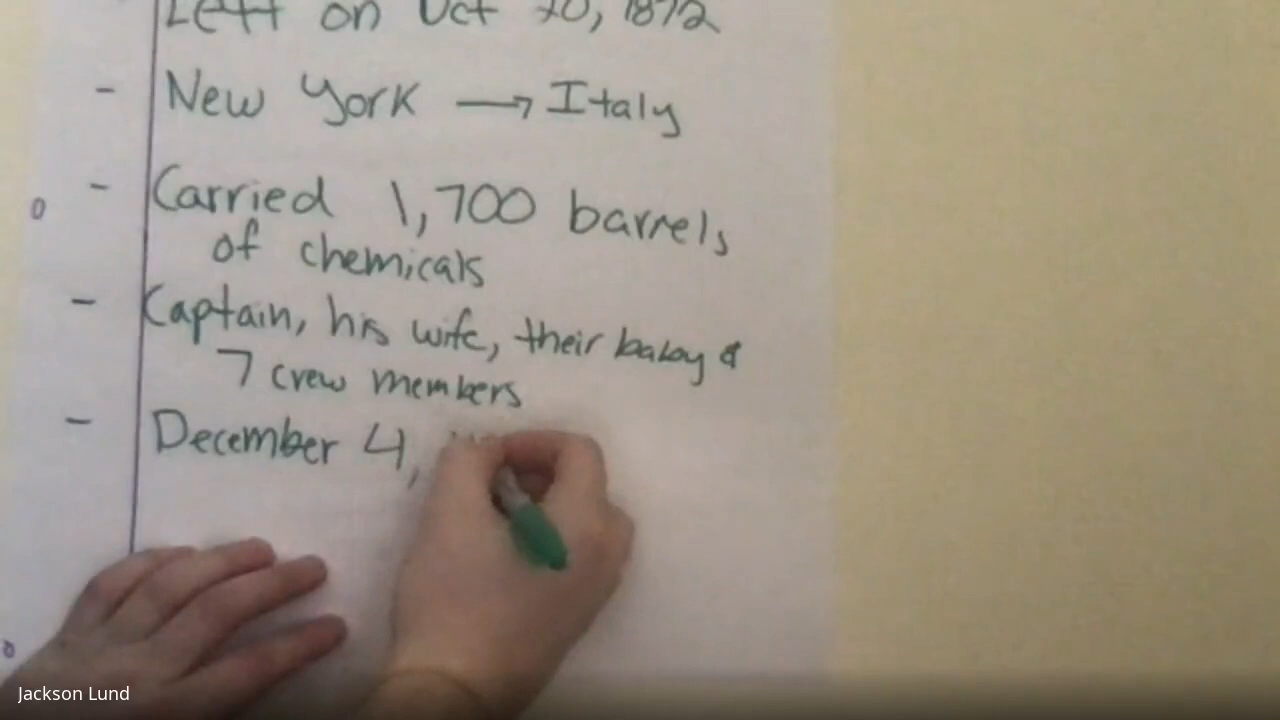 Left on Oct 20, 1872
- New York → Italy
- Carried 1,700 barrels
of chemicals
- Captain, his wife, their baby &
7 crew members
- December 4,
Jackson Lund